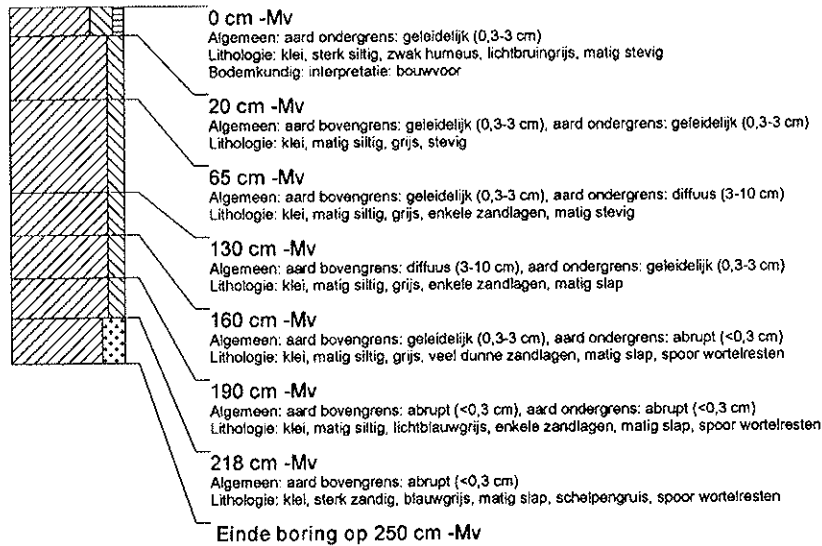 0 cm -Mv
Algemeen: aard ondergrens: geleidelijk (0,3-3 cm)
Lithologie: klei, sterk siltig, zwak humeus, lichtbruingrijs, matig stevig
Bodemkundig: interpretatie: bouwvoor
20 cm -Mv
Algemeen: aard bovengrens: geleidelijk (0,3-3 cm), aard ondergrens: geleidelijk (0,3-3 cm)
Lithologie: klei, matig siltig, grijs, stevig
65 cm -Mv
Algemeen: aard bovengrens: geleidelijk (0,3-3 cm), aard ondergrens: diffuus (3-10 cm)
Lithologie: klei, matig siltig, grijs, enkele zandlagen, matig stevig
130 cm -Mv
Algemeen: aard bovengrens: diffuus (3-10 cm), aard ondergrens: geleidelijk (0,3-3 cm)
Lithologie: klei, matig siltig, grijs, enkele zandlagen, matig slap
160 cm -Mv
Algemeen: aard bovengrens: geleidelijk (0,3-3 cm), aard ondergrens: abrupt (<0,3 cm)
Lithologie: klei, matig siltig, grijs, veel dunne zandlagen, matig slap, spoor wortelresten
190 cm -Mv
Algemeen: aard bovengrens: abrupt (<0,3 cm), aard ondergrens: abrupt (<0,3 cm)
Lithologie: klei, matig siltig, lichtblauwgrijs, enkele zandlagen, matig slap, spoor wortelresten
218 cm -Mv
Algemeen: aard bovengrens: abrupt (<0,3 cm)
Lithologie: klei, sterk zandig, blauwgrijs, matig slap, schelpengruis, spoor wortelresten
Einde boring op 250 cm -Mv